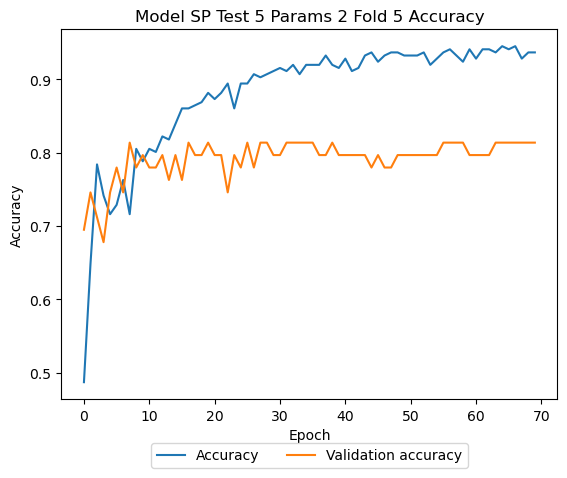 Model SP Test 5 Params 2 Fold 5 Accuracy
Accuracy
0.9
0.8
0.7
0.6
0.5
0 10 20 30 40 50 60 70
Epoch
Accuracy Validation accuracy